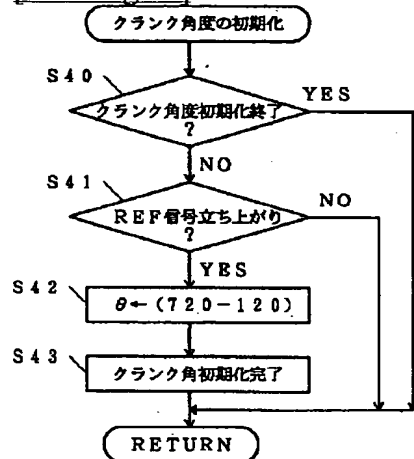 クランク角度の初期化
S40
クランク角度初期化終了
?
YES
NO
S41
REF信号立ち上がり
?
NO
YES
S42
θ←(720-120)
S43
クランク角初期化完了
RETURN